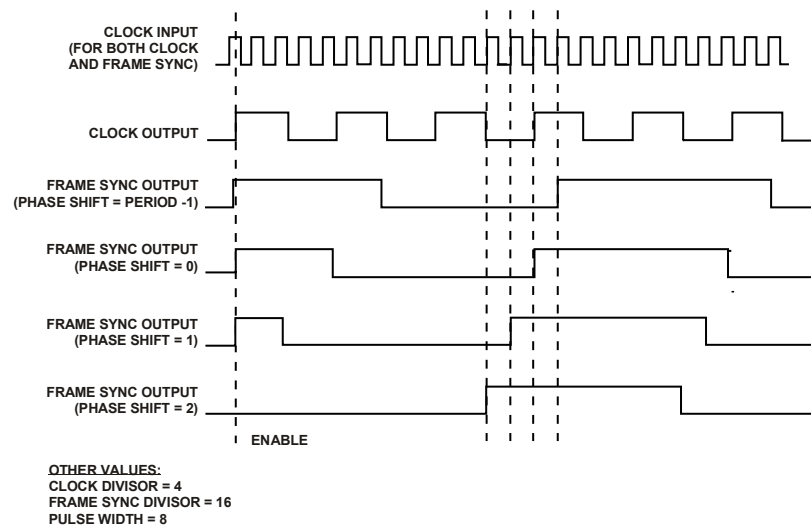 CLOCK INPUT
(FOR BOTH CLOCK
AND FRAME SYNC)
CLOCK OUTPUT
FRAME SYNC OUTPUT
(PHASE SHIFT = PERIOD -1)
FRAME SYNC OUTPUT
(PHASE SHIFT = 0)
FRAME SYNC OUTPUT
(PHASE SHIFT = 1)
FRAME SYNC OUTPUT
(PHASE SHIFT = 2)
ENABLE
OTHER VALUES:
CLOCK DIVISOR = 4
FRAME SYNC DIVISOR = 16
PULSE WIDTH = 8